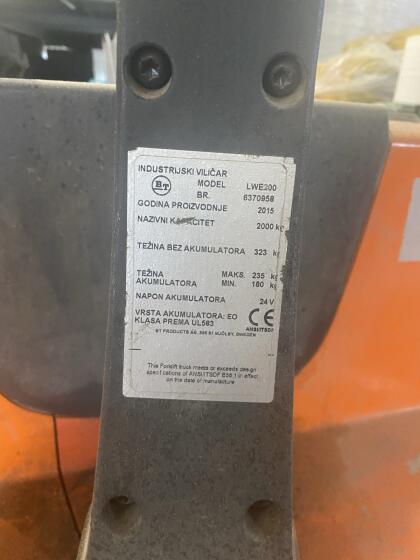 INDUSTRIJSKI VILIČAR
BT
MODEL LWE200
BR. 6370958
GODINA PROIZVODNJE 2015
NAZIVNI KAPACITET 2000 kg
TEŽINA BEZ AKUMULATORA 323 kg
TEŽINA MAKS. 235 kg
AKUMULATORA MIN. 180 kg
NAPON AKUMULATORA 24 V
VRSTA AKUMULATORA: EO
KLASA PREMA UL583
CE
ANSI/ITSDF
BT PRODUCTS AB, 595 81 MJÖLBY, SWEDEN
This Forklift truck meets or exceeds design
specifications of ANSI/ITSDF B56.1 in effect
on the date of manufacture